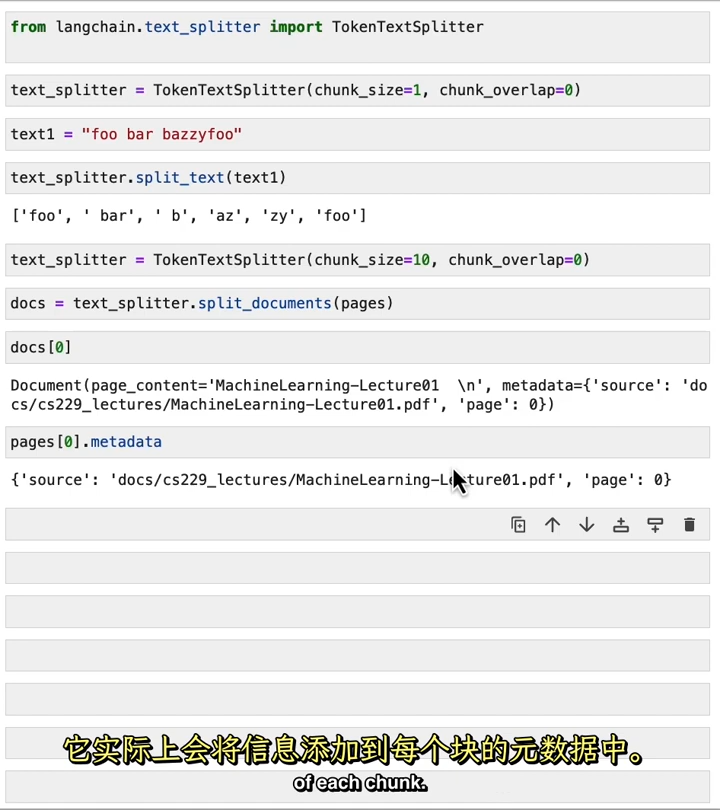 from langchain.text_splitter import TokenTextSplitter
text_splitter = TokenTextSplitter(chunk_size=1, chunk_overlap=0)
text1 = "foo bar bazzyfoo"
text_splitter.split_text(text1)
['foo', ' bar', ' b', 'az', 'zy', 'foo']
text_splitter = TokenTextSplitter(chunk_size=10, chunk_overlap=0)
docs = text_splitter.split_documents(pages)
docs[0]
Document(page_content='MachineLearning-Lecture01  \n', metadata={'source': 'do
cs/cs229_lectures/MachineLearning-Lecture01.pdf', 'page': 0})
pages[0].metadata
{'source': 'docs/cs229_lectures/MachineLearning-Lecture01.pdf', 'page': 0}
它实际上会将信息添加到每个块的元数据中。
of each chunk.